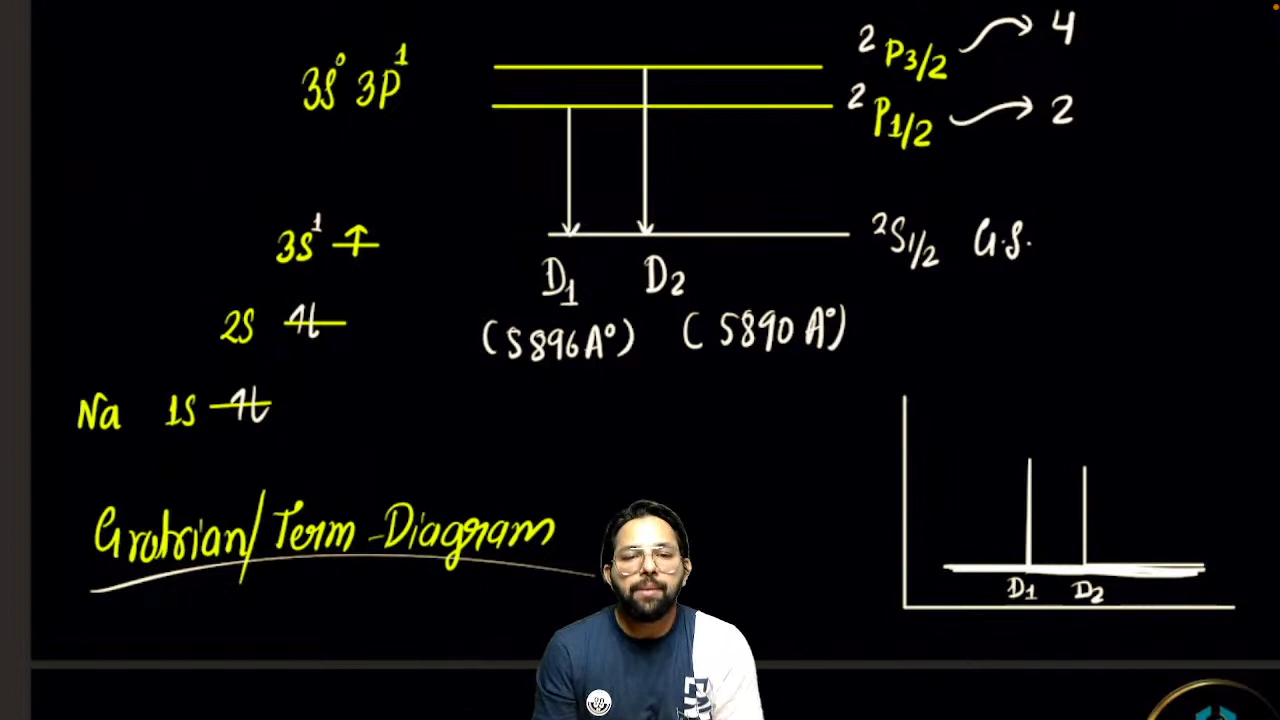 3S⁰ 3P¹
²P3/2 → 4
²P1/2 → 2
3S¹ ↑
²S1/2 G.S.
D1 D2
2S ↑↓
(5896A°) (5890A°)
Na 1S ↑↓
Grotrian/Term-Diagram
D1 D2